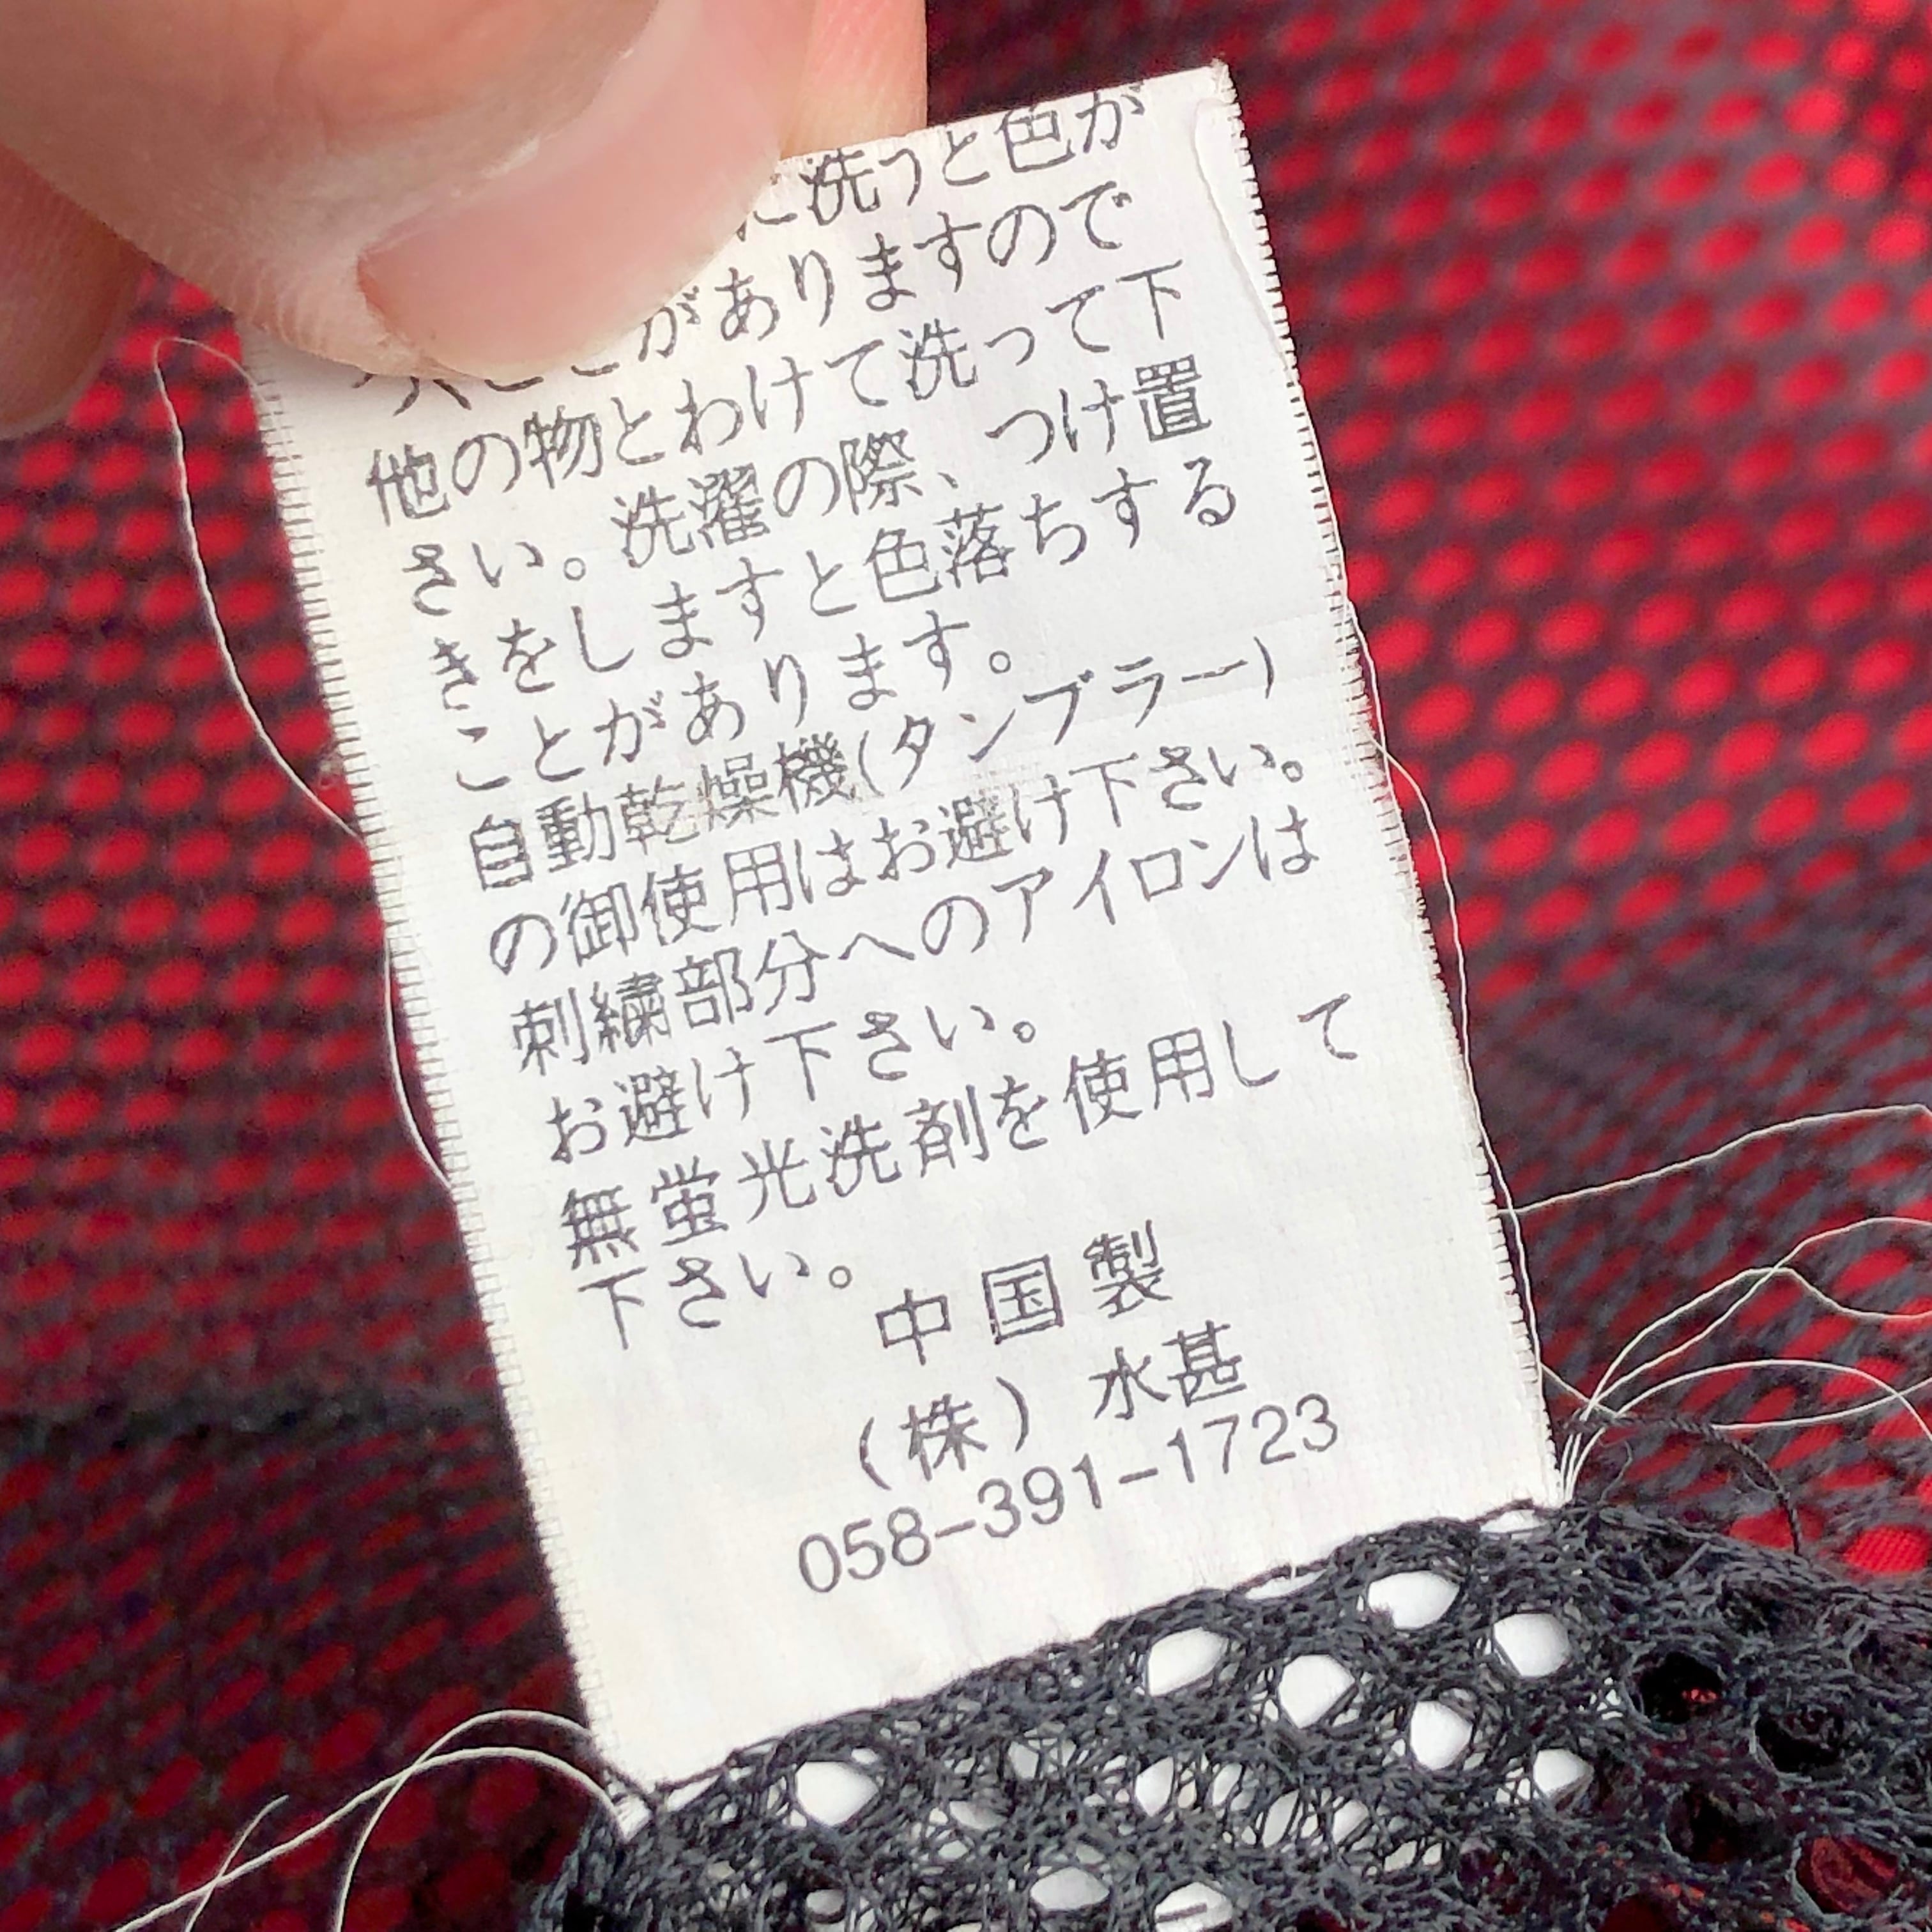 に洗うと色が
ことがありますので
他の物とわけて洗って下
さい。洗濯の際、つけ置
きをしますと色落ちする
ことがあります。
自動乾燥機(タンブラー)
の御使用はお避け下さい。
刺繍部分へのアイロンは
お避け下さい。
無蛍光洗剤を使用して
下さい。
中国製
(株)水甚
058-391-1723